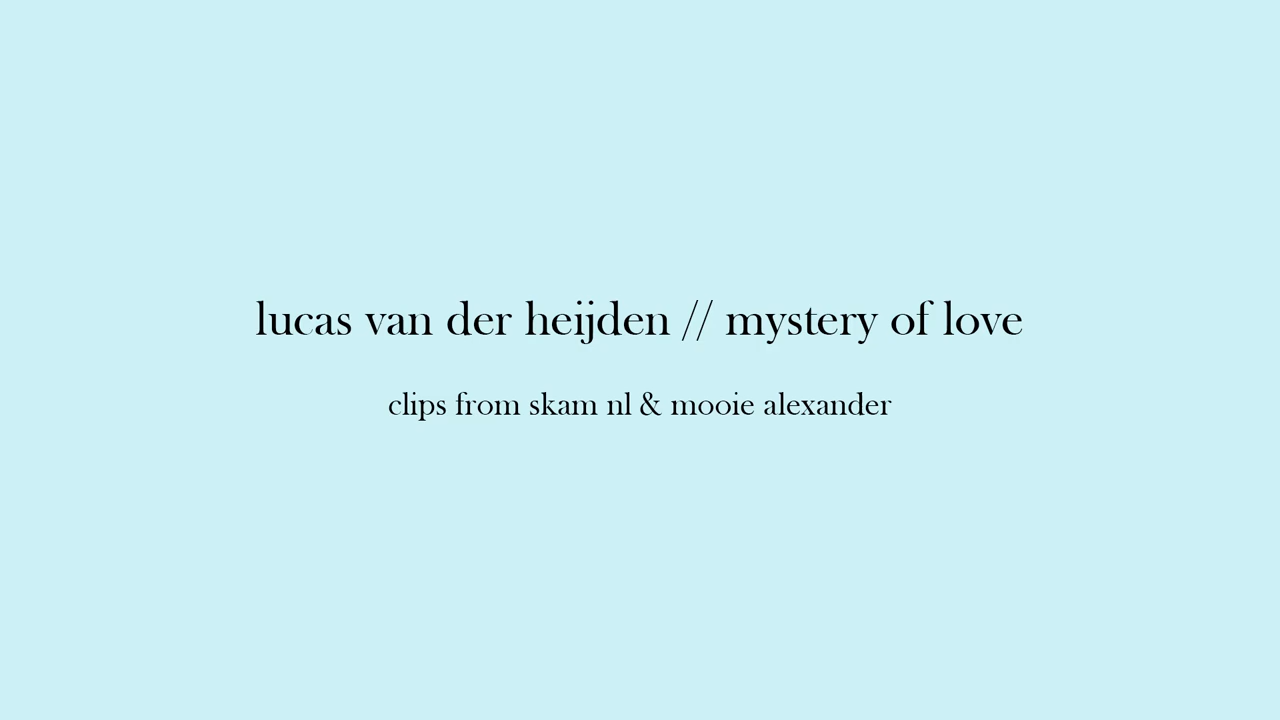 lucas van der heijden // mystery of love
clips from skam nl & mooie alexander